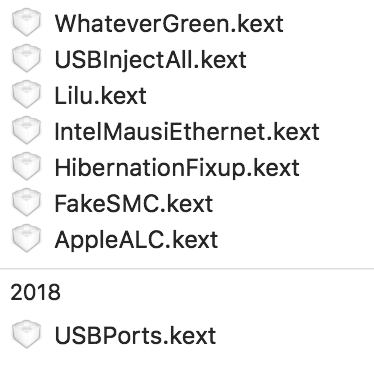 WhateverGreen.kext
USBInjectAll.kext
Lilu.kext
IntelMausiEthernet.kext
HibernationFixup.kext
FakeSMC.kext
AppleALC.kext
2018
USBPorts.kext